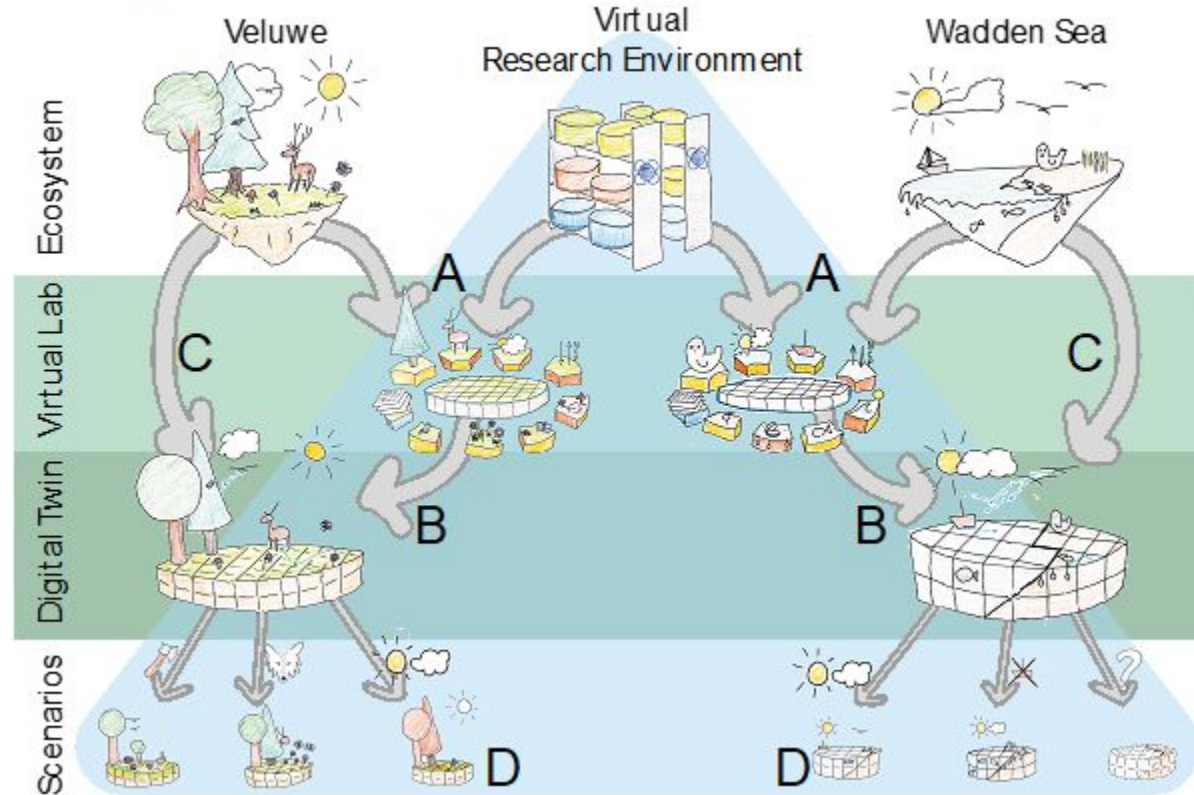 Veluwe
Virtual
Research Environment
Wadden Sea
Ecosystem
A
A
Virtual Lab
C
C
Digital Twin
B
B
?
Scenarios
D
D